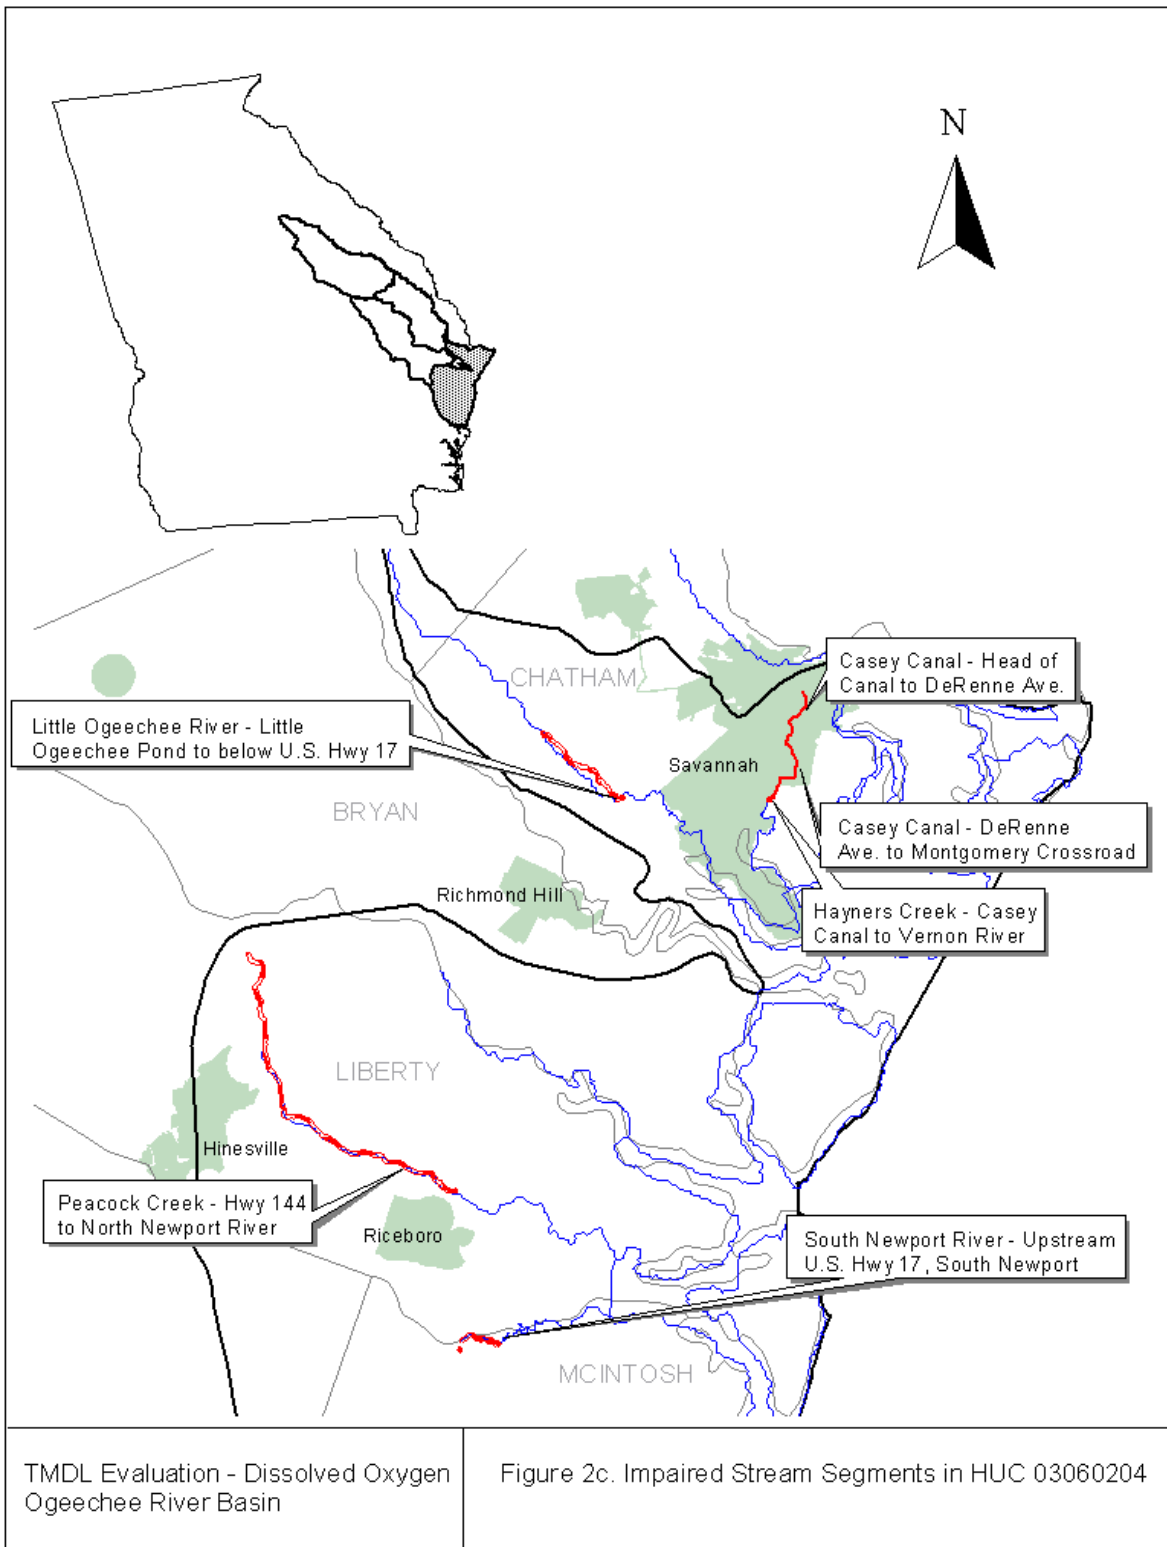 N
CHATHAM
Casey Canal - Head of
Canal to DeRenne Ave.
Little Ogeechee River - Little
Ogeechee Pond to below U.S. Hwy 17
Savannah
BRYAN
Casey Canal - DeRenne
Ave. to Montgomery Crossroad
Richmond Hill
Hayners Creek - Casey
Canal to Vernon River
LIBERTY
Hinesville
Peacock Creek - Hwy 144
to North Newport River
Riceboro
South Newport River - Upstream
U.S. Hwy 17, South Newport
MCINTOSH
TMDL Evaluation - Dissolved Oxygen
Ogeechee River Basin
Figure 2c. Impaired Stream Segments in HUC 03060204